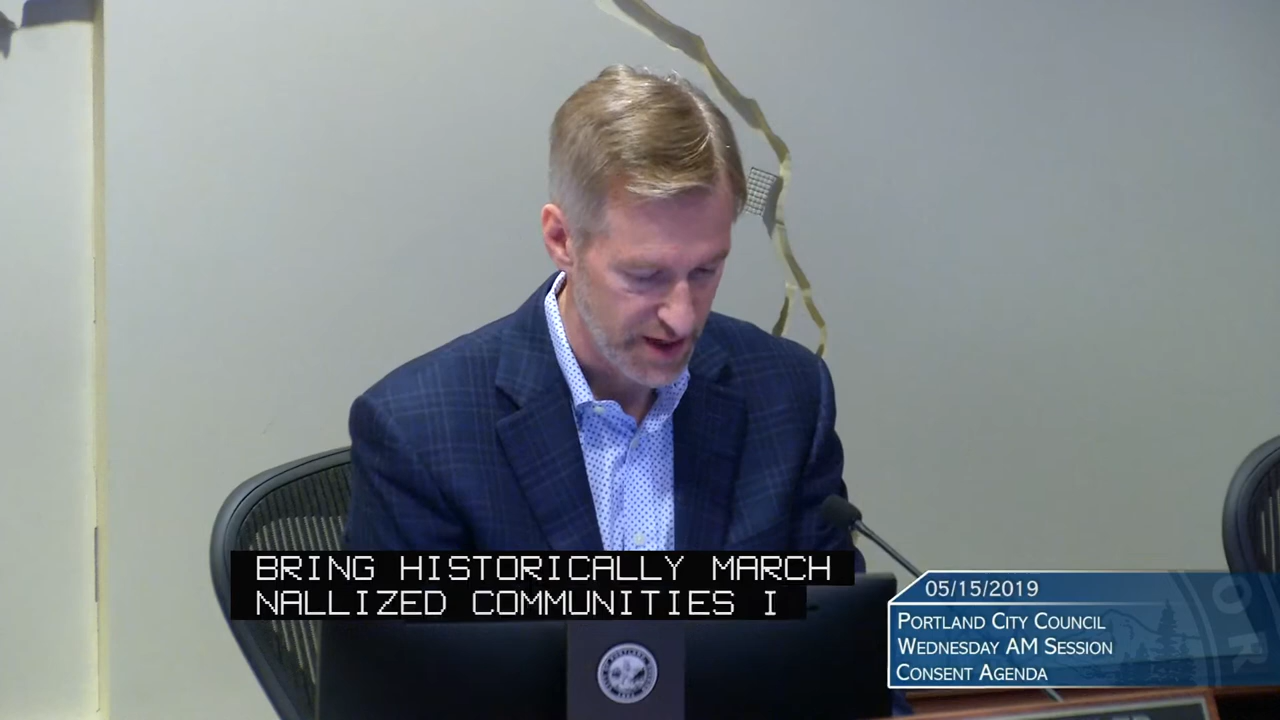 BRING HISTORICALLY MARCH
NALLIZED COMMUNITIES I
05/15/2019
PORTLAND CITY COUNCIL
WEDNESDAY AM SESSION
CONSENT AGENDA